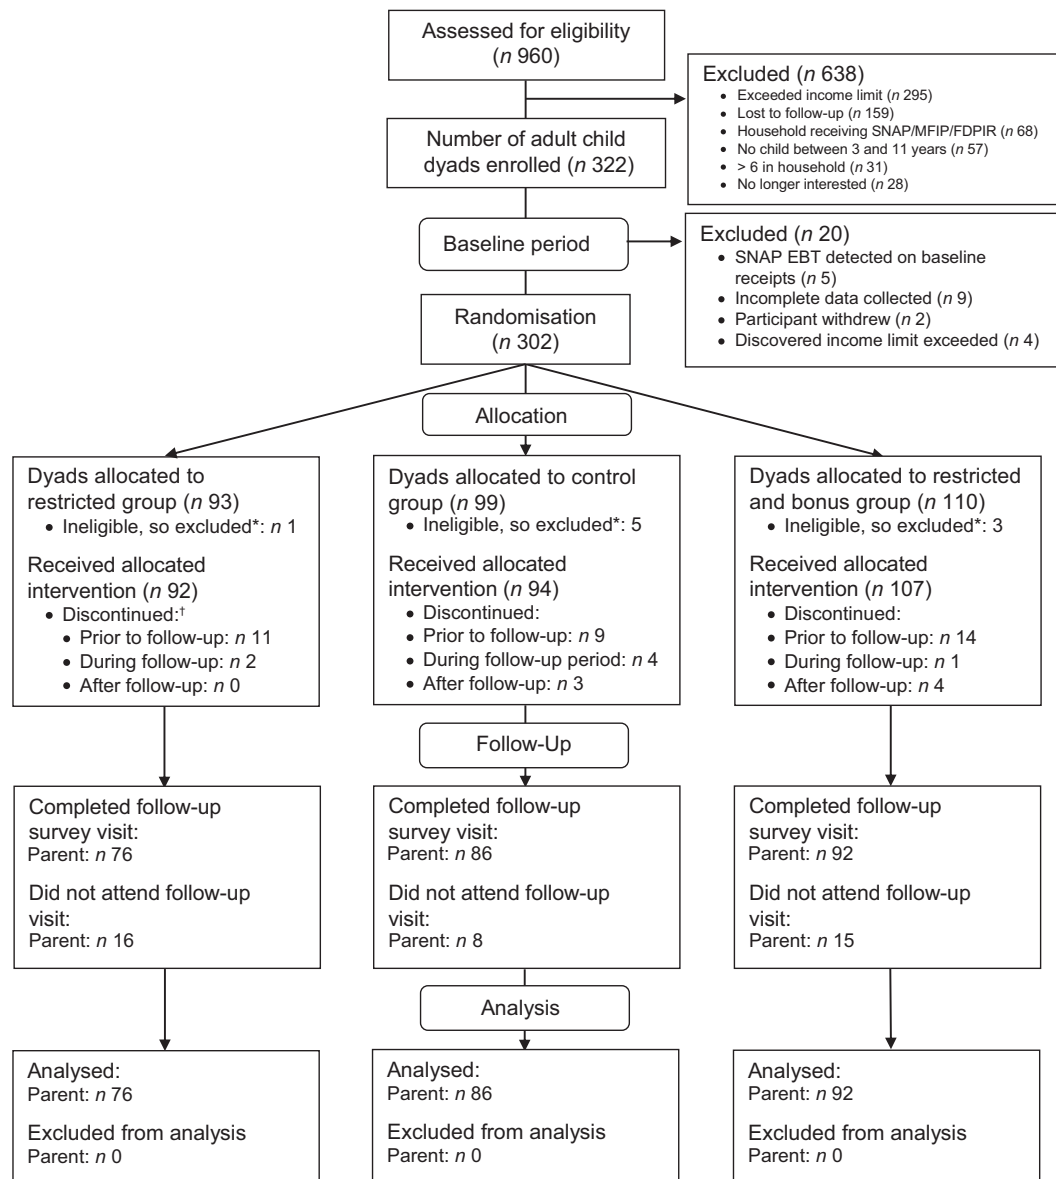 Assessed for eligibility
(n 960)
Excluded (n 638)
• Exceeded income limit (n 295)
• Lost to follow-up (n 159)
• Household receiving SNAP/MFIP/FDPIR (n 68)
• No child between 3 and 11 years (n 57)
• > 6 in household (n 31)
• No longer interested (n 28)
Number of adult child
dyads enrolled (n 322)
Baseline period
Excluded (n 20)
• SNAP EBT detected on baseline
receipts (n 5)
• Incomplete data collected (n 9)
• Participant withdrew (n 2)
• Discovered income limit exceeded (n 4)
Randomisation
(n 302)
Allocation
Dyads allocated to
restricted group (n 93)
• Ineligible, so excluded*: n 1
Received allocated
intervention (n 92)
• Discontinued:†
• Prior to follow-up: n 11
• During follow-up: n 2
• After follow-up: n 0
Dyads allocated to control
group (n 99)
• Ineligible, so excluded*: 5
Received allocated
intervention (n 94)
• Discontinued:
• Prior to follow-up: n 9
• During follow-up period: n 4
• After follow-up: n 3
Dyads allocated to restricted
and bonus group (n 110)
• Ineligible, so excluded*: 3
Received allocated
intervention (n 107)
• Discontinued:
• Prior to follow-up: n 14
• During follow-up: n 1
• After follow-up: n 4
Follow-Up
Completed follow-up
survey visit:
Parent: n 76
Did not attend follow-up
visit:
Parent: n 16
Completed follow-up
survey visit:
Parent: n 86
Did not attend follow-up
visit:
Parent: n 8
Completed follow-up
survey visit:
Parent: n 92
Did not attend follow-up
visit:
Parent: n 15
Analysis
Analysed:
Parent: n 76
Excluded from analysis
Parent: n 0
Analysed:
Parent: n 86
Excluded from analysis
Parent: n 0
Analysed:
Parent: n 92
Excluded from analysis
Parent: n 0